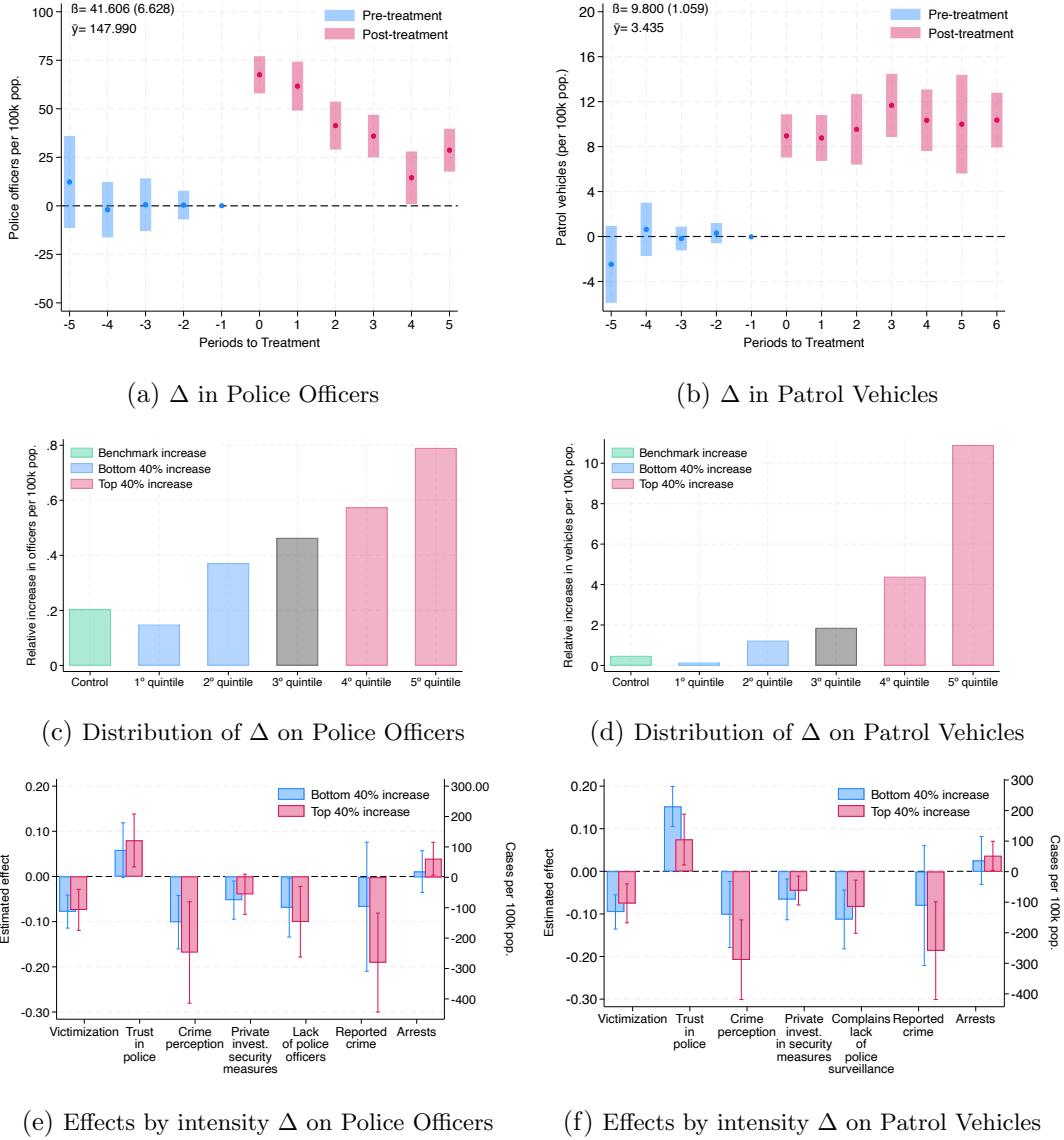 ß= 41.606 (6.628)
ȳ= 147.990
Pre-treatment
Post-treatment
Police officers per 100k pop.
75
50
25
0
-25
-50
-5 -4 -3 -2 -1 0 1 2 3 4 5
Periods to Treatment
(a) Δ in Police Officers
ß= 9.800 (1.059)
ȳ= 3.435
Pre-treatment
Post-treatment
Patrol vehicles (per 100k pop.)
20
16
12
8
4
0
-4
-5 -4 -3 -2 -1 0 1 2 3 4 5 6
Periods to Treatment
(b) Δ in Patrol Vehicles
Relative increase in officers per 100k pop.
.8
.6
.4
.2
0
Benchmark increase
Bottom 40% increase
Top 40% increase
Control 1º quintile 2º quintile 3º quintile 4º quintile 5º quintile
(c) Distribution of Δ on Police Officers
Relative increase in vehicles per 100k pop.
10
8
6
4
2
0
Benchmark increase
Bottom 40% increase
Top 40% increase
Control 1º quintile 2º quintile 3º quintile 4º quintile 5º quintile
(d) Distribution of Δ on Patrol Vehicles
Estimated effect
0.20
0.10
0.00
-0.10
-0.20
-0.30
Bottom 40% increase
Top 40% increase
300.00
200
100
0
-100
-200
-300
-400
Cases per 100k pop.
Victimization Trust Crime Private Lack Reported Arrests
in perception invest. of police crime
police security officers
measures
(e) Effects by intensity Δ on Police Officers
Estimated effect
0.20
0.10
0.00
-0.10
-0.20
-0.30
Bottom 40% increase
Top 40% increase
300
200
100
0
-100
-200
-300
-400
Cases per 100k pop.
Victimization Trust Crime Private Complains Reported Arrests
in perception invest. lack crime
police in security of
measures police
surveillance
(f) Effects by intensity Δ on Patrol Vehicles